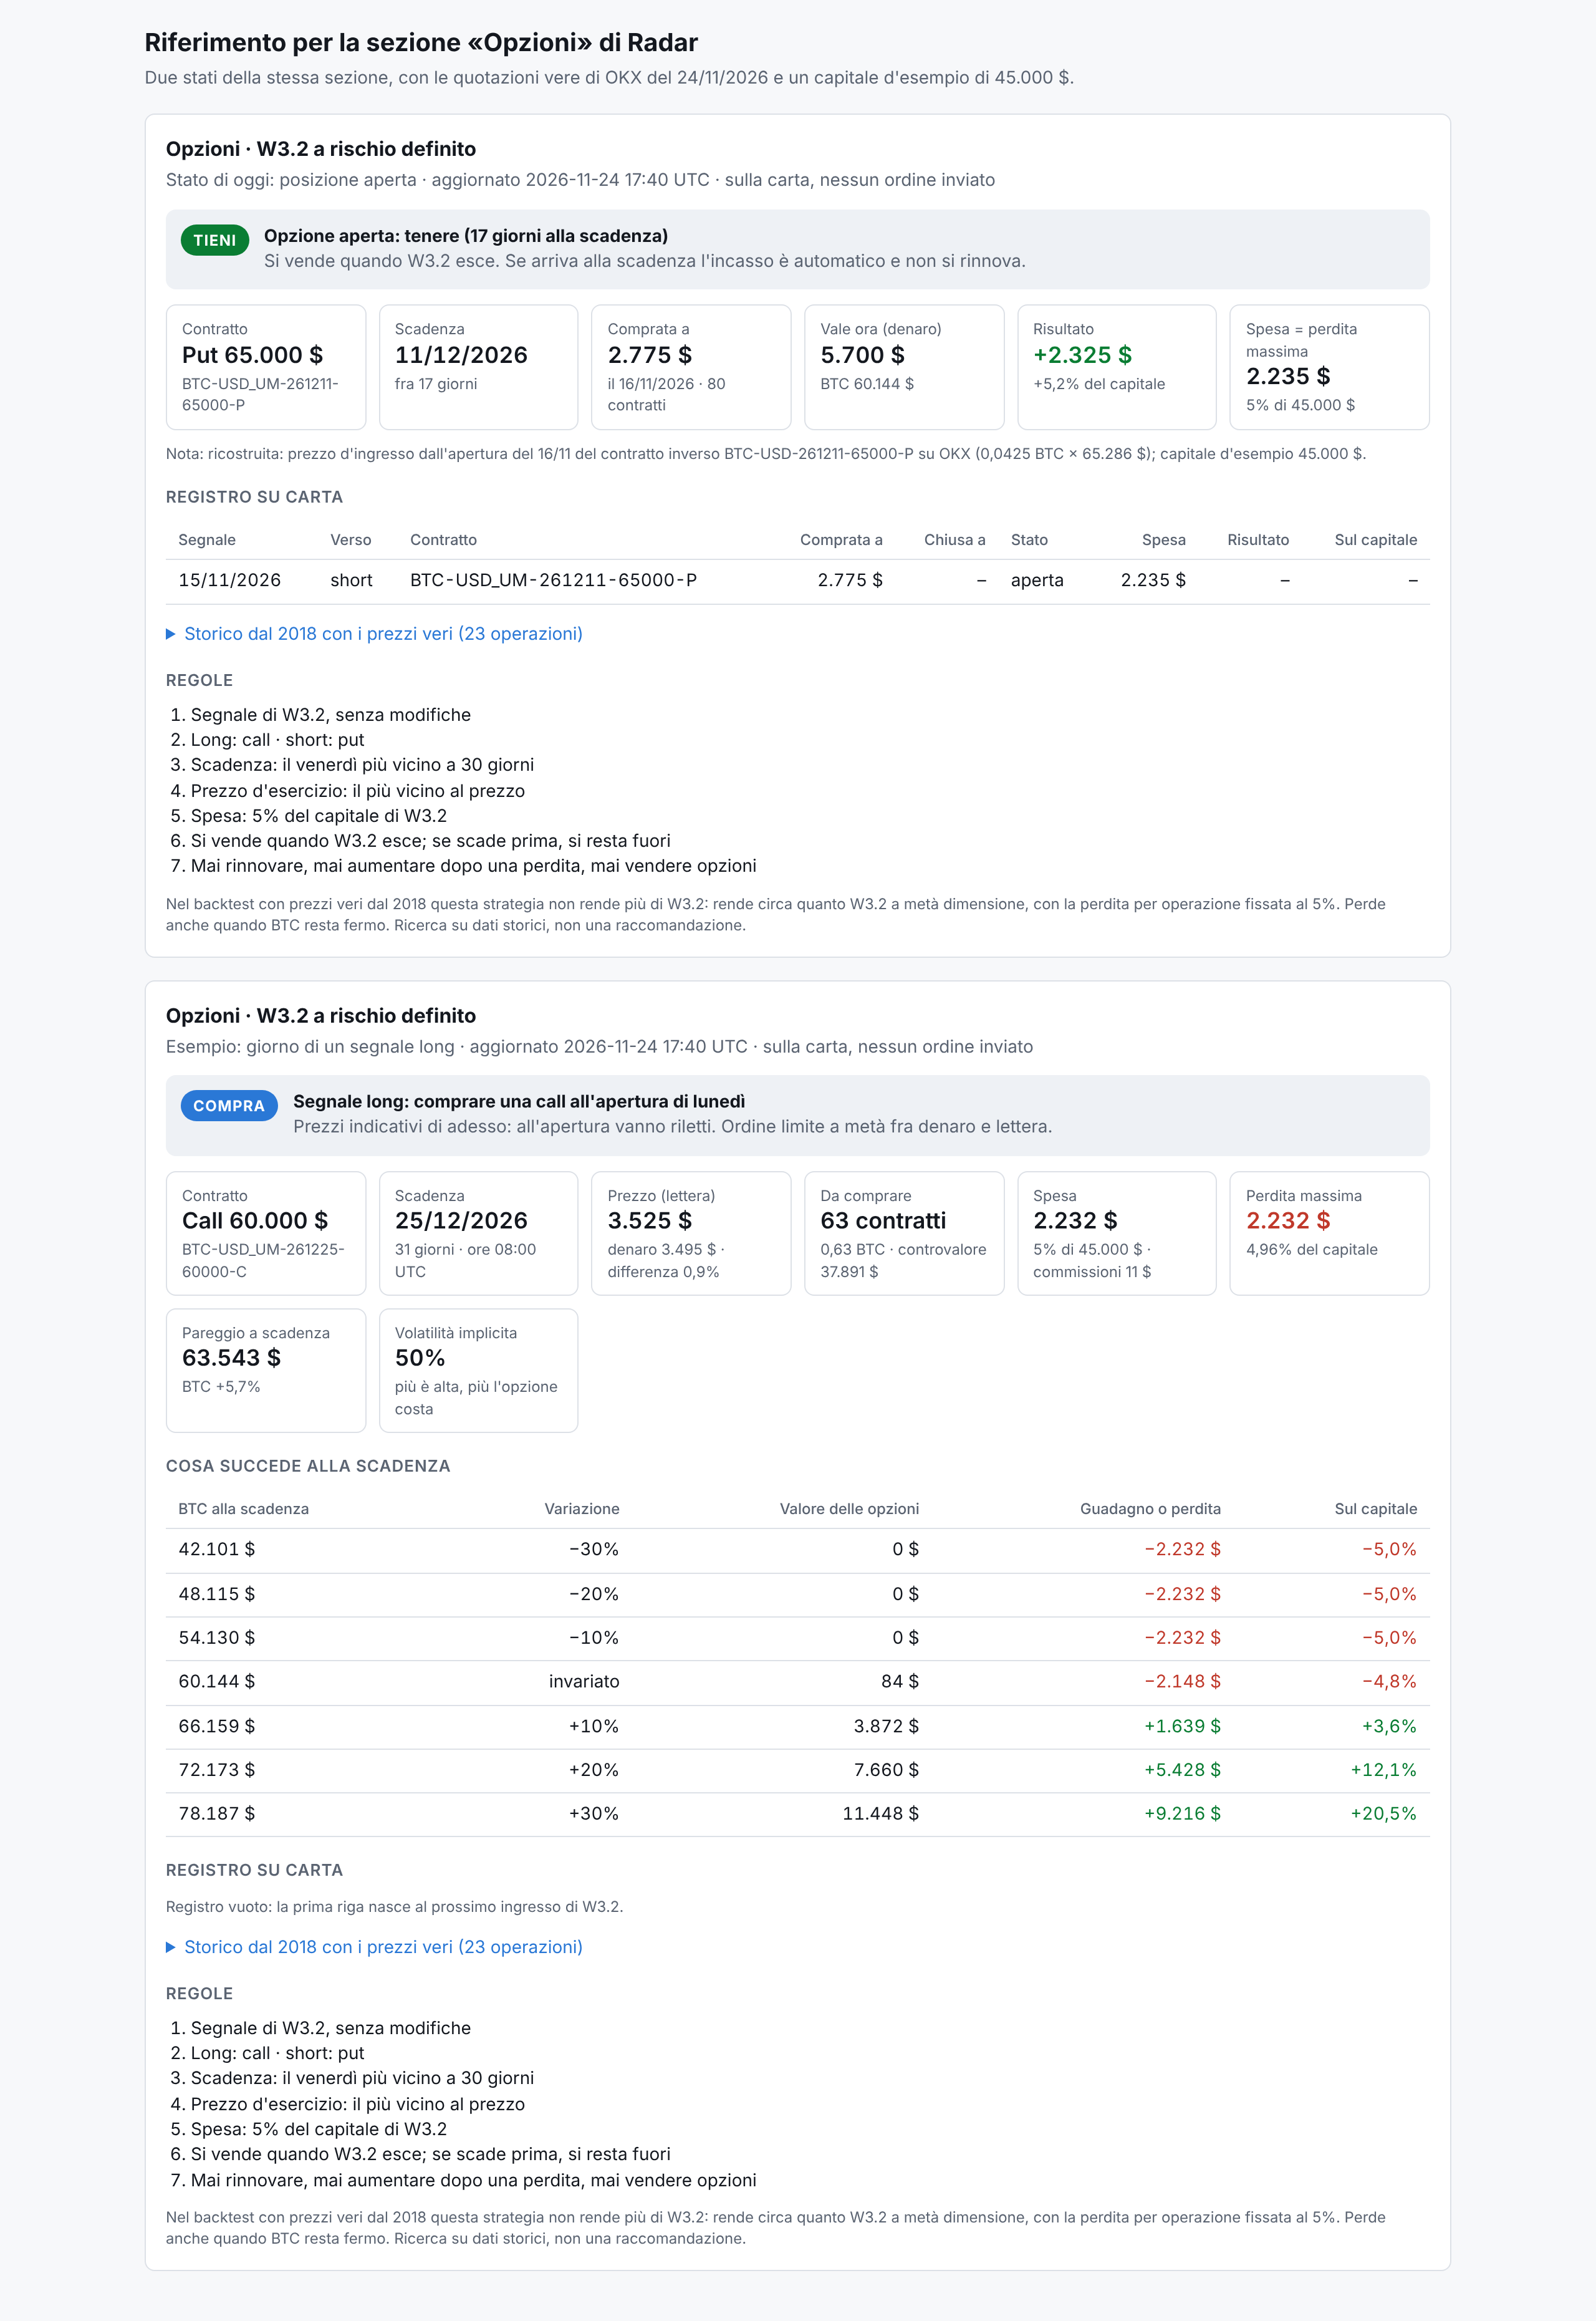 Riferimento per la sezione «Opzioni» di Radar
Due stati della stessa sezione, con le quotazioni vere di OKX del 24/11/2026 e un capitale d'esempio di 45.000 $.
Opzioni · W3.2 a rischio definito
Stato di oggi: posizione aperta · aggiornato 2026-11-24 17:40 UTC · sulla carta, nessun ordine inviato
TIENI
Opzione aperta: tenere (17 giorni alla scadenza)
Si vende quando W3.2 esce. Se arriva alla scadenza l'incasso è automatico e non si rinnova.
Contratto
Put 65.000 $
BTC-USD_UM-261211-
65000-P
Scadenza
11/12/2026
fra 17 giorni
Comprata a
2.775 $
il 16/11/2026 · 80
contratti
Vale ora (denaro)
5.700 $
BTC 60.144 $
Risultato
+2.325 $
+5,2% del capitale
Spesa = perdita
massima
2.235 $
5% di 45.000 $
Nota: ricostruita: prezzo d'ingresso dall'apertura del 16/11 del contratto inverso BTC-USD-261211-65000-P su OKX (0,0425 BTC × 65.286 $); capitale d'esempio 45.000 $.
REGISTRO SU CARTA
Segnale Verso Contratto Comprata a Chiusa a Stato Spesa Risultato Sul capitale
15/11/2026 short BTC-USD_UM-261211-65000-P 2.775 $ – aperta 2.235 $ – –
▶ Storico dal 2018 con i prezzi veri (23 operazioni)
REGOLE
1. Segnale di W3.2, senza modifiche
2. Long: call · short: put
3. Scadenza: il venerdì più vicino a 30 giorni
4. Prezzo d'esercizio: il più vicino al prezzo
5. Spesa: 5% del capitale di W3.2
6. Si vende quando W3.2 esce; se scade prima, si resta fuori
7. Mai rinnovare, mai aumentare dopo una perdita, mai vendere opzioni
Nel backtest con prezzi veri dal 2018 questa strategia non rende più di W3.2: rende circa quanto W3.2 a metà dimensione, con la perdita per operazione fissata al 5%. Perde
anche quando BTC resta fermo. Ricerca su dati storici, non una raccomandazione.
Opzioni · W3.2 a rischio definito
Esempio: giorno di un segnale long · aggiornato 2026-11-24 17:40 UTC · sulla carta, nessun ordine inviato
COMPRA
Segnale long: comprare una call all'apertura di lunedì
Prezzi indicativi di adesso: all'apertura vanno riletti. Ordine limite a metà fra denaro e lettera.
Contratto
Call 60.000 $
BTC-USD_UM-261225-
60000-C
Scadenza
25/12/2026
31 giorni · ore 08:00
UTC
Prezzo (lettera)
3.525 $
denaro 3.495 $ ·
differenza 0,9%
Da comprare
63 contratti
0,63 BTC · controvalore
37.891 $
Spesa
2.232 $
5% di 45.000 $ ·
commissioni 11 $
Perdita massima
2.232 $
4,96% del capitale
Pareggio a scadenza
63.543 $
BTC +5,7%
Volatilità implicita
50%
più è alta, più l'opzione
costa
COSA SUCCEDE ALLA SCADENZA
BTC alla scadenza Variazione Valore delle opzioni Guadagno o perdita Sul capitale
42.101 $ −30% 0 $ −2.232 $ −5,0%
48.115 $ −20% 0 $ −2.232 $ −5,0%
54.130 $ −10% 0 $ −2.232 $ −5,0%
60.144 $ invariato 84 $ −2.148 $ −4,8%
66.159 $ +10% 3.872 $ +1.639 $ +3,6%
72.173 $ +20% 7.660 $ +5.428 $ +12,1%
78.187 $ +30% 11.448 $ +9.216 $ +20,5%
REGISTRO SU CARTA
Registro vuoto: la prima riga nasce al prossimo ingresso di W3.2.
▶ Storico dal 2018 con i prezzi veri (23 operazioni)
REGOLE
1. Segnale di W3.2, senza modifiche
2. Long: call · short: put
3. Scadenza: il venerdì più vicino a 30 giorni
4. Prezzo d'esercizio: il più vicino al prezzo
5. Spesa: 5% del capitale di W3.2
6. Si vende quando W3.2 esce; se scade prima, si resta fuori
7. Mai rinnovare, mai aumentare dopo una perdita, mai vendere opzioni
Nel backtest con prezzi veri dal 2018 questa strategia non rende più di W3.2: rende circa quanto W3.2 a metà dimensione, con la perdita per operazione fissata al 5%. Perde
anche quando BTC resta fermo. Ricerca su dati storici, non una raccomandazione.